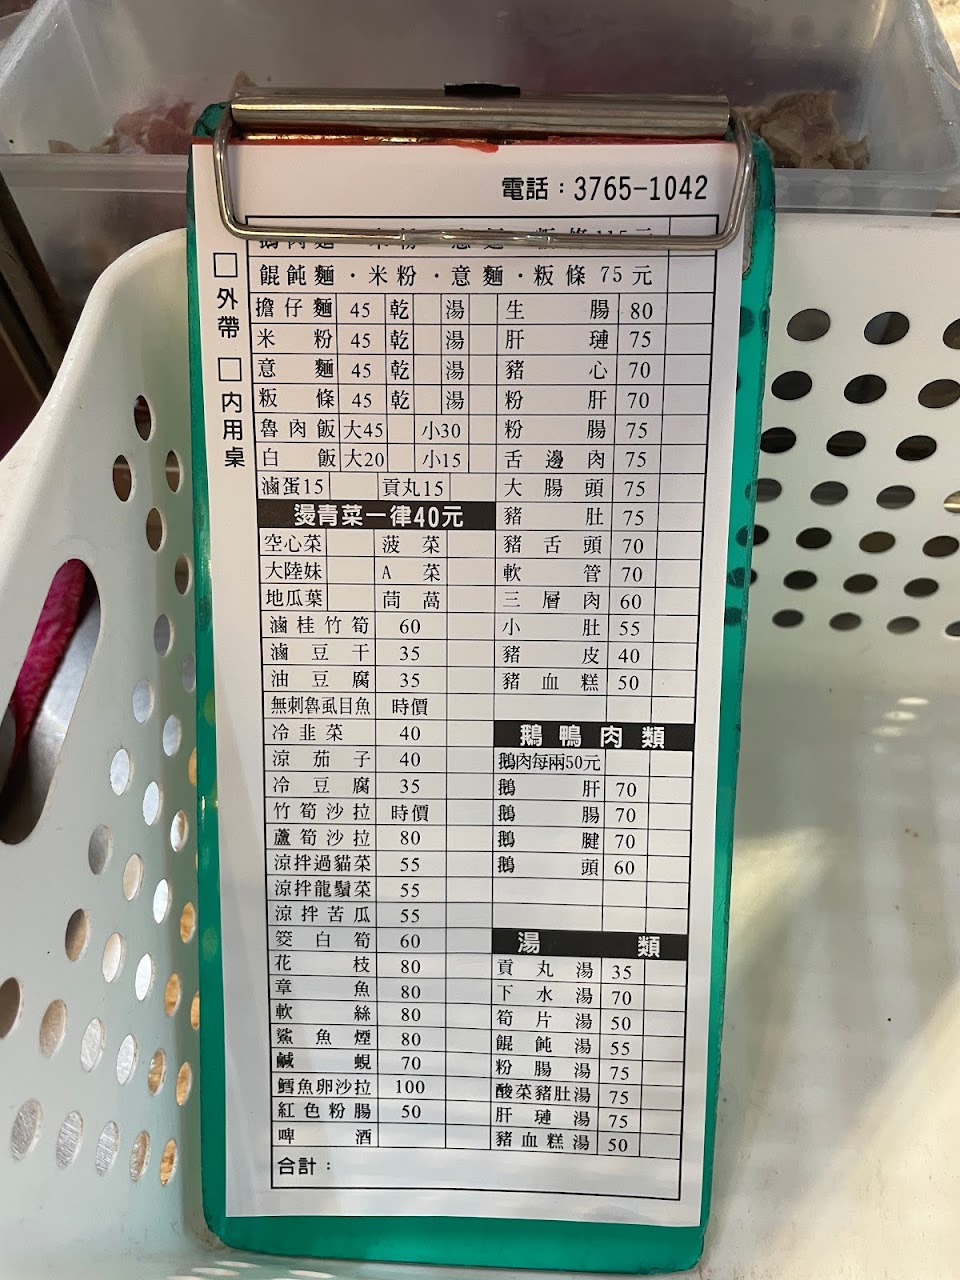 電話：3765-1042
□外帶 □內用桌
鵝肉麵·米粉·意麵·粄條115元
餛飩麵·米粉·意麵·粄條 75元
擔仔麵 45 乾 湯
米粉 45 乾 湯
意麵 45 乾 湯
粄條 45 乾 湯
魯肉飯 大45 小30
白飯 大20 小15
滷蛋15 貢丸15
燙青菜一律40元
空心菜 菠菜
大陸妹 A菜
地瓜葉 茼萵
滷桂竹筍 60
滷豆干 35
油豆腐 35
無刺魯虱目魚 時價
冷韭菜 40
涼茄子 40
冷豆腐 35
竹筍沙拉 時價
蘆筍沙拉 80
涼拌過貓菜 55
涼拌龍鬚菜 55
涼拌苦瓜 55
筊白筍 60
花枝 80
章魚 80
軟絲 80
鯊魚煙 80
鹹蜆 70
鱈魚卵沙拉 100
紅色粉腸 50
啤酒
生腸 80
肝璉 75
豬心 70
粉肝 70
粉腸 75
舌邊肉 75
大腸頭 75
豬肚 75
豬舌頭 70
軟管 70
三層肉 60
小肚 55
豬皮 40
豬血糕 50
鵝鴨肉類
鵝肉每兩50元
鵝肝 70
鵝腸 70
鵝腱 70
鵝頭 60
湯類
貢丸湯 35
下水湯 70
筍片湯 50
餛飩湯 55
粉腸湯 75
酸菜豬肚湯 75
肝璉湯 75
豬血糕湯 50
合計：